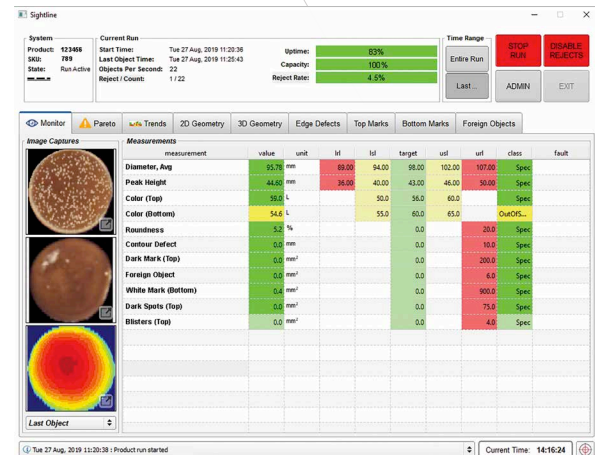 Sightline
System
Product: 123456
SKU: 789
State: Run Active
Current Run
Start Time: Tue 27 Aug, 2019 11:20:38
Last Object Time: Tue 27 Aug, 2019 11:25:43
Objects Per Second: 22
Reject / Count: 1 / 22
Uptime: 83%
Capacity: 100%
Reject Rate: 4.5%
Time Range
Entire Run
Last ...
STOP RUN
DISABLE REJECTS
ADMIN
EXIT
Monitor Pareto Trends 2D Geometry 3D Geometry Edge Defects Top Marks Bottom Marks Foreign Objects
Image Captures
Last Object
Measurements
measurement value unit lrl lsl target usl url class fault
Diameter, Avg 95.78 mm 89.00 94.00 98.00 102.00 107.00 Spec
Peak Height 44.60 mm 36.00 40.00 43.00 46.00 50.00 Spec
Color (Top) 59.0 L 50.0 56.0 60.0 Spec
Color (Bottom) 54.6 L 55.0 60.0 65.0 OutOfS...
Roundness 5.2 % 0.0 20.0 Spec
Contour Defect 0.0 mm 0.0 10.0 Spec
Dark Mark (Top) 0.0 mm² 0.0 200.0 Spec
Foreign Object 0.0 mm² 0.0 6.0 Spec
White Mark (Bottom) 0.4 mm² 0.0 900.0 Spec
Dark Spots (Top) 0.0 mm² 0.0 75.0 Spec
Blisters (Top) 0.0 mm² 0.0 4.0 Spec
Tue 27 Aug, 2019 11:20:38 : Product run started
Current Time: 14:16:24